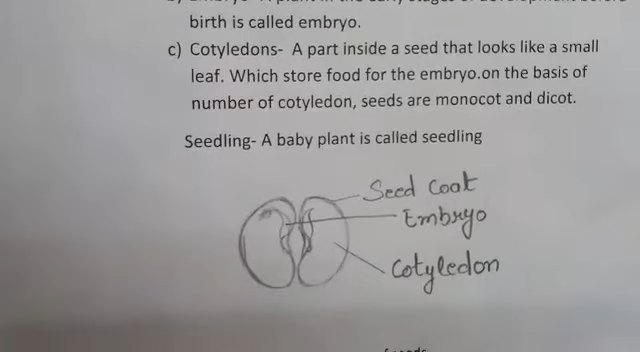 birth is called embryo.
c) Cotyledons- A part inside a seed that looks like a small
leaf. Which store food for the embryo.on the basis of
number of cotyledon, seeds are monocot and dicot.
Seedling- A baby plant is called seedling
Seed Coat
Embryo
Cotyledon